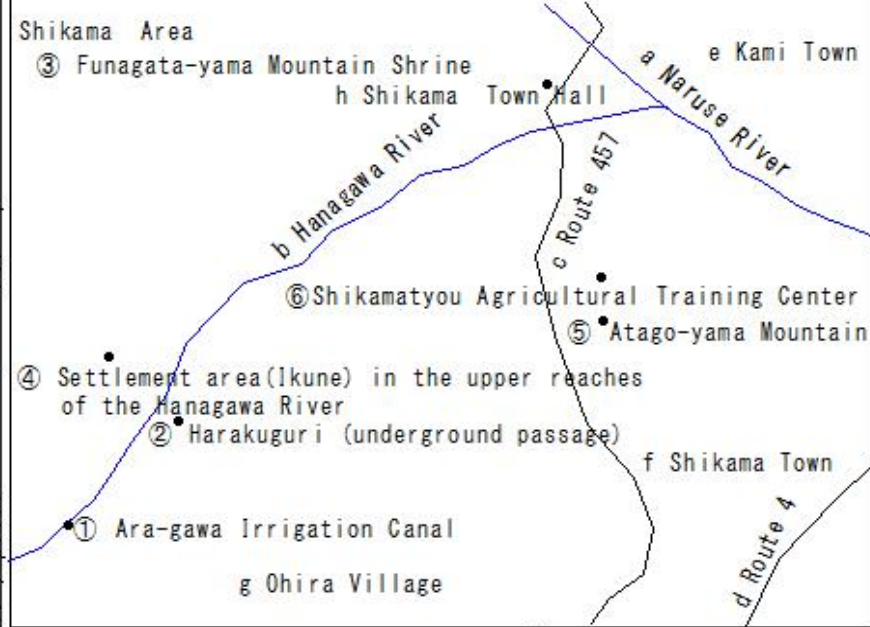 Shikama Area
③ Funagata-yama Mountain Shrine
e Kami Town
a Naruse River
h Shikama Town Hall
b Hanagawa River
c Route 457
⑥Shikamatyou Agricultural Training Center
⑤ Atago-yama Mountain
④ Settlement area(Ikune) in the upper reaches
of the Hanagawa River
② Harakuguri (underground passage)
f Shikama Town
① Ara-gawa Irrigation Canal
d Route 4
g Ohira Village